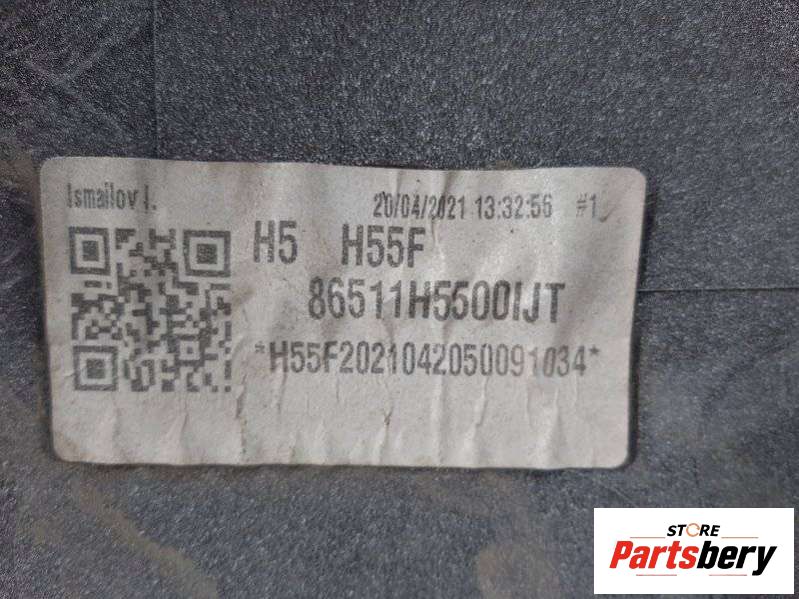 Ismailov I.
20/04/2021 13:32:56 #1
H5 H55F
86511H5500IJT
*H55F2021042050091034*
STORE
Partsbery